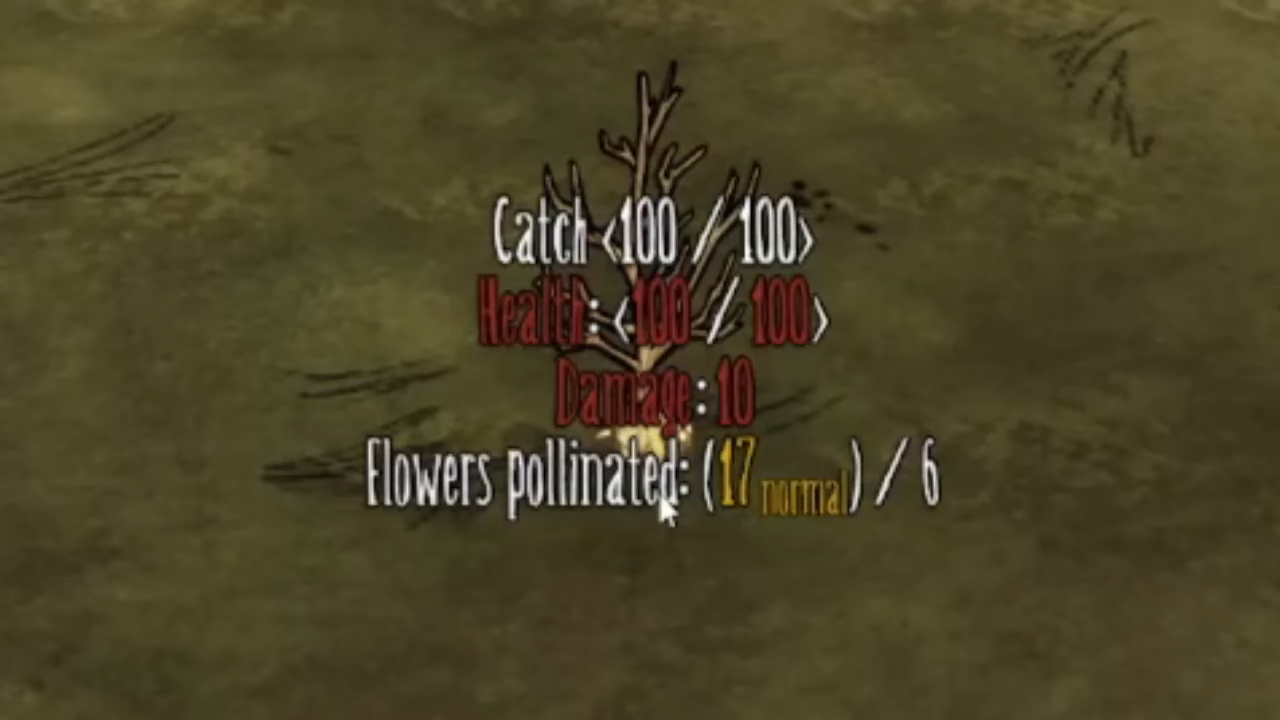 Catch <100 / 100>
Health: <100 / 100>
Damage: 10
Flowers pollinated: (17 normal) / 6